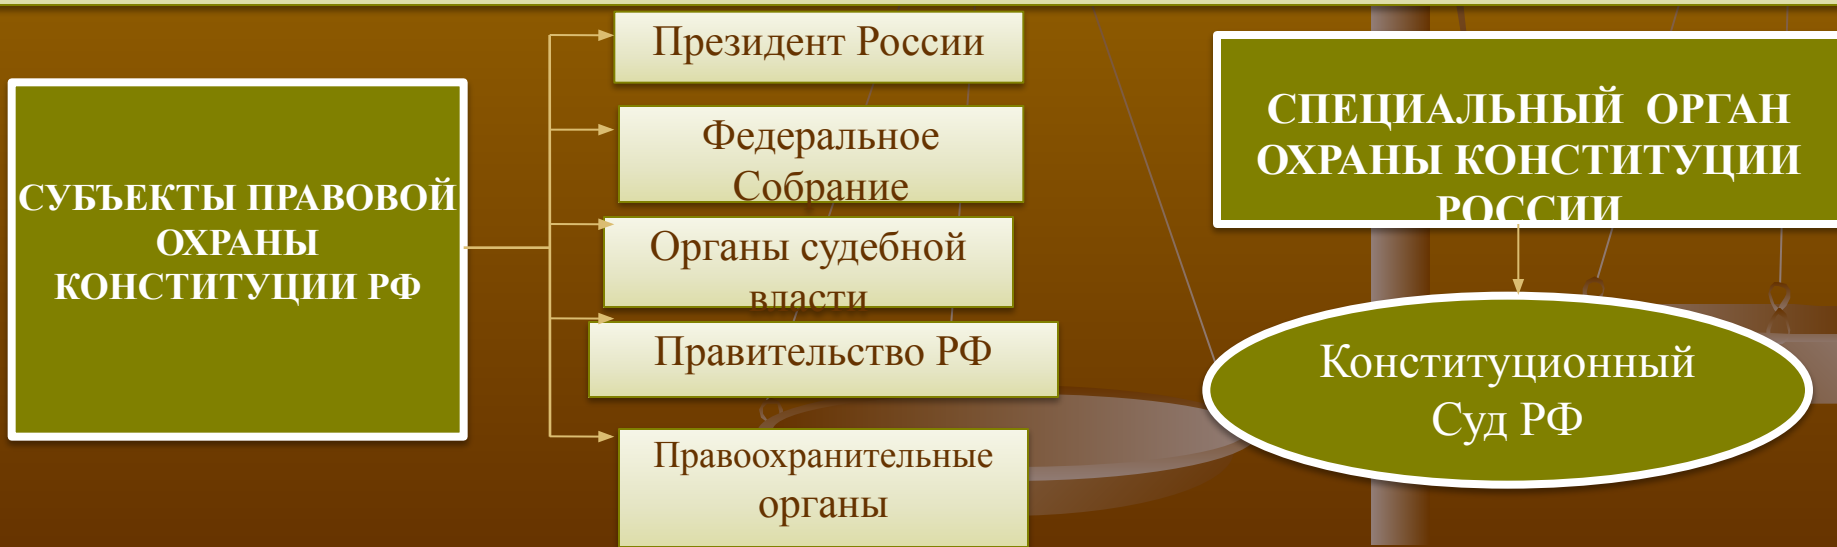 СУБЪЕКТЫ ПРАВОВОЙ
ОХРАНЫ
КОНСТИТУЦИИ РФ
Президент России
Федеральное
Собрание
Органы судебной
власти
Правительство РФ
Правоохранительные
органы
СПЕЦИАЛЬНЫЙ ОРГАН
ОХРАНЫ КОНСТИТУЦИИ
РОССИИ
Конституционный
Суд РФ